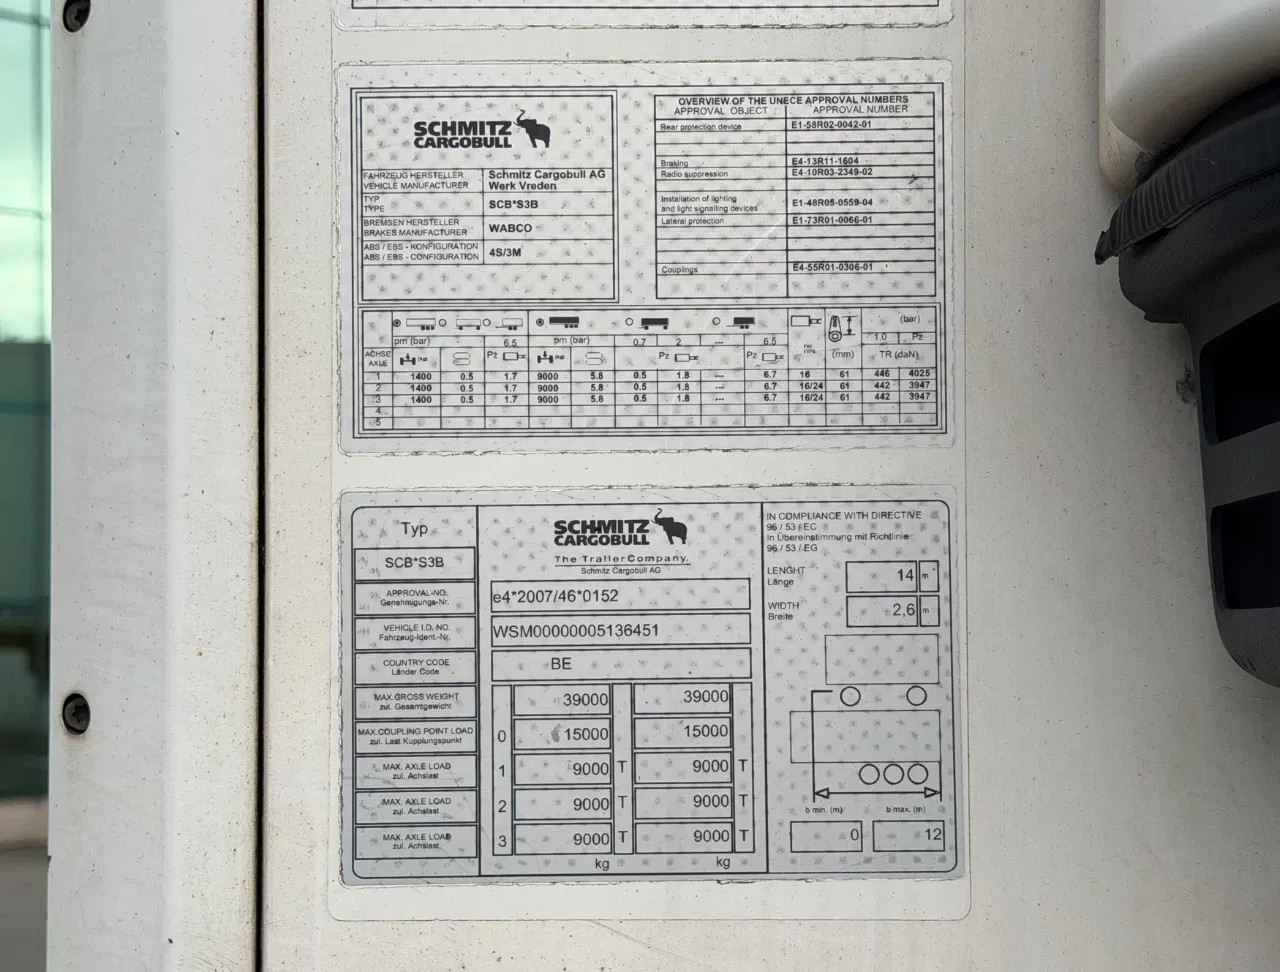 SCHMITZ
CARGOBULL
FAHRZEUG HERSTELLER
VEHICLE MANUFACTURER
Schmitz Cargobull AG
Werk Vreden
TYP
TYPE
SCB*S3B
BREMSEN HERSTELLER
BRAKES MANUFACTURER
WABCO
ABS / EBS - KONFIGURATION
ABS / EBS - CONFIGURATION
4S/3M
OVERVIEW OF THE UNECE APPROVAL NUMBERS
APPROVAL OBJECT APPROVAL NUMBER
Rear protection device E1-58R02-0042-01
Braking E4-13R11-1604
Radio suppression E4-10R03-2349-02
Installation of lighting
and light signalling devices E1-48R05-0559-04
Lateral protection E1-73R01-0066-01
Couplings E4-55R01-0306-01
(bar)
pm (bar) 6.5 pm (bar) 0.7 2 --- 6.5 1.0 Pz
ACHSE
AXLE
Pz Pz Pz (mm) TR (daN)
1 1400 0.5 1.7 9000 5.8 0.5 1.8 --- 6.7 16 61 446 4025
2 1400 0.5 1.7 9000 5.8 0.5 1.8 --- 6.7 16/24 61 442 3947
3 1400 0.5 1.7 9000 5.8 0.5 1.8 --- 6.7 16/24 61 442 3947
4
5
Typ
SCHMITZ
CARGOBULL
The Trailer Company.
Schmitz Cargobull AG
SCB*S3B
APPROVAL-NO.
Genehmigungs-Nr.
e4*2007/46*0152
VEHICLE I.D. NO.
Fahrzeug-Ident.-Nr.
WSM00000005136451
COUNTRY CODE
Länder Code
BE
MAX. GROSS WEIGHT
zul. Gesamtgewicht
39000 39000
MAX. COUPLING POINT LOAD
zul. Last Kupplungspunkt
0 15000 15000
MAX. AXLE LOAD
zul. Achslast
1 9000 T 9000 T
MAX. AXLE LOAD
zul. Achslast
2 9000 T 9000 T
MAX. AXLE LOAD
zul. Achslast
3 9000 T 9000 T
kg kg
IN COMPLIANCE WITH DIRECTIVE
96 / 53 / EC
In Übereinstimmung mit Richtlinie
96 / 53 / EG
LENGHT
Länge
14 m
WIDTH
Breite
2,6 m
b min. (m) b max. (m)
0 12